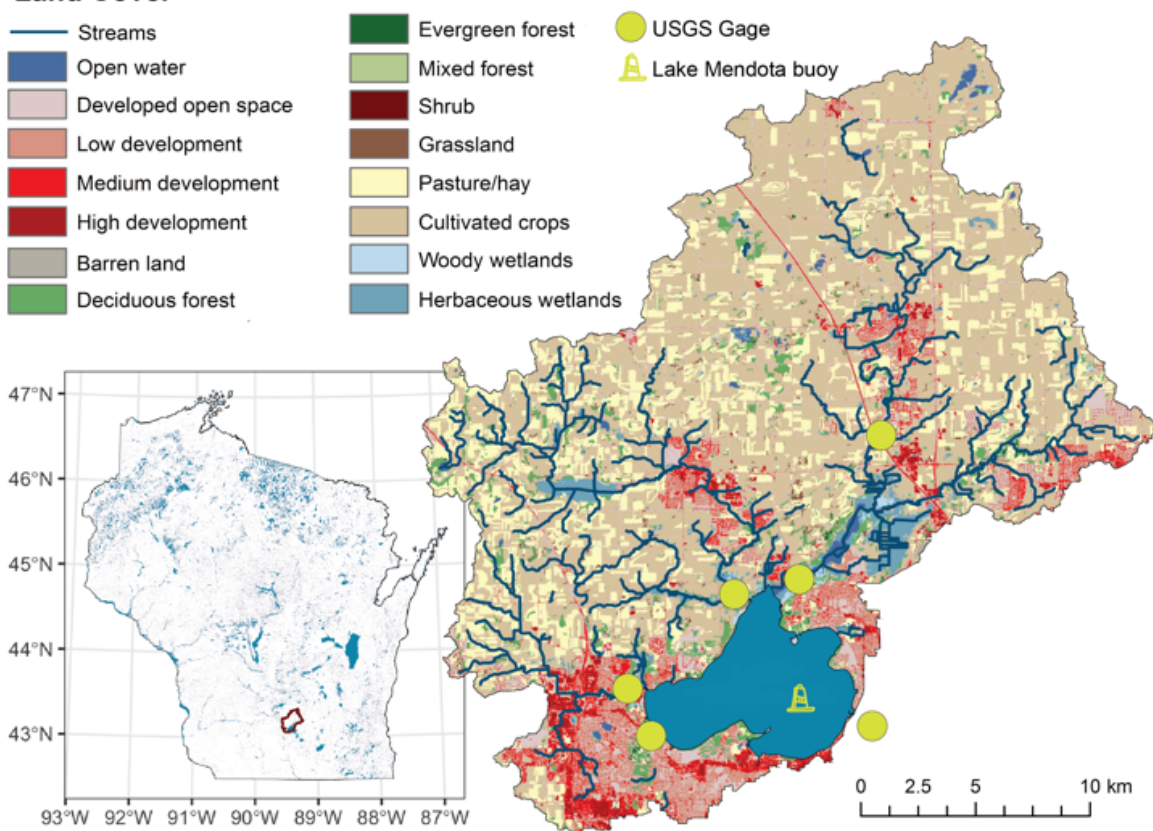 Land Cover
Streams
Open water
Developed open space
Low development
Medium development
High development
Barren land
Deciduous forest
Evergreen forest
Mixed forest
Shrub
Grassland
Pasture/hay
Cultivated crops
Woody wetlands
Herbaceous wetlands
USGS Gage
Lake Mendota buoy
47°N
46°N
45°N
44°N
43°N
93°W 92°W 91°W 90°W 89°W 88°W 87°W
0 2.5 5 10 km